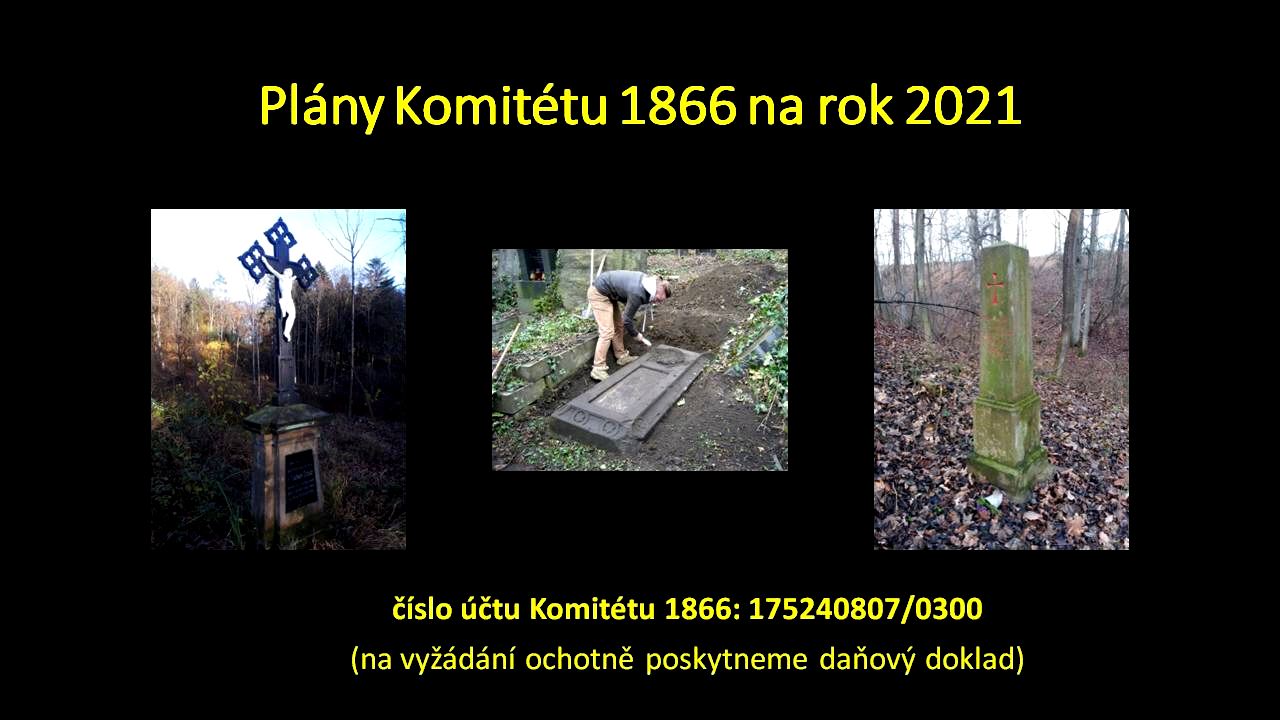 Plány Komitétu 1866 na rok 2021
číslo účtu Komitétu 1866: 175240807/0300
(na vyžádání ochotně poskytneme daňový doklad)